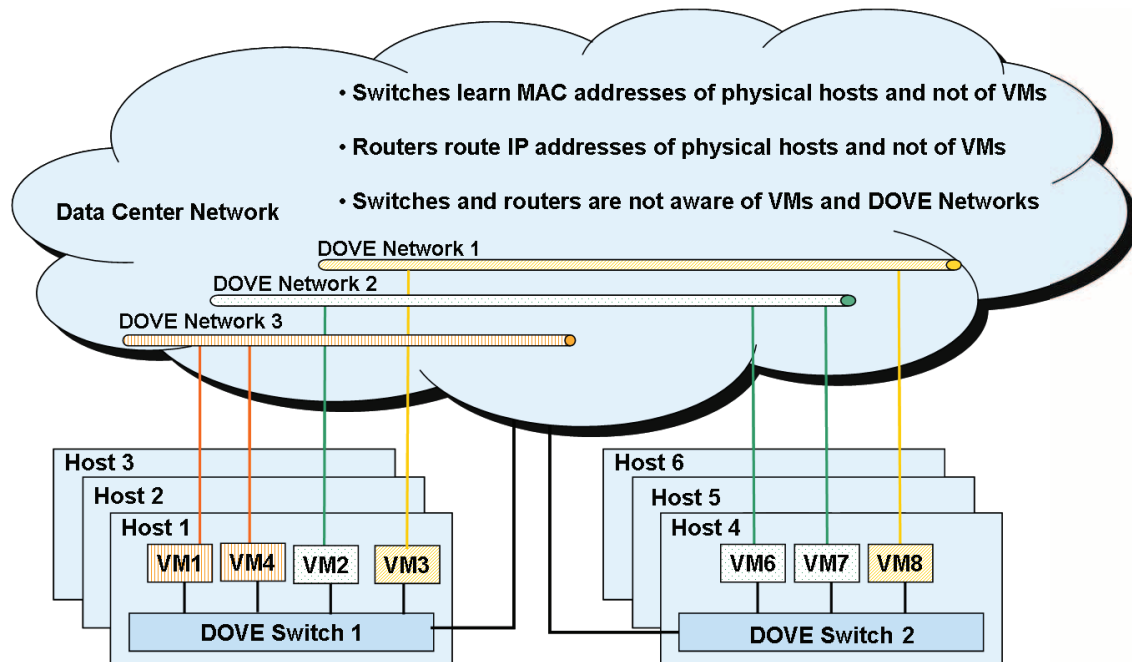 • Switches learn MAC addresses of physical hosts and not of VMs
• Routers route IP addresses of physical hosts and not of VMs
• Switches and routers are not aware of VMs and DOVE Networks
Data Center Network
DOVE Network 1
DOVE Network 2
DOVE Network 3
Host 3
Host 2
Host 1
VM1 VM4 VM2 VM3
DOVE Switch 1
Host 6
Host 5
Host 4
VM6 VM7 VM8
DOVE Switch 2